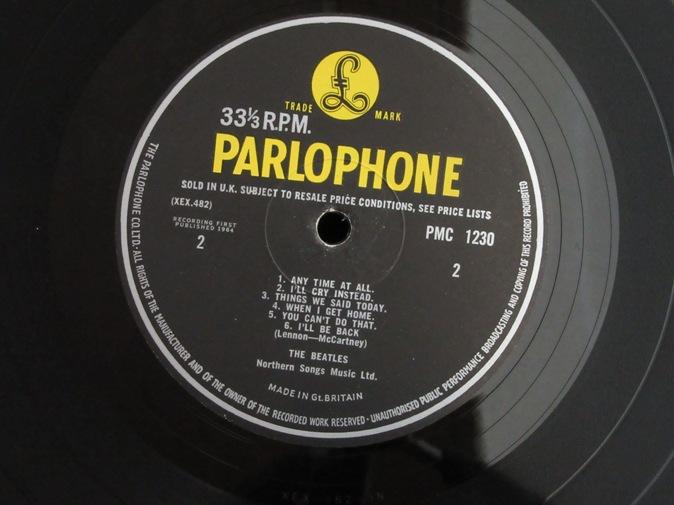 £
TRADE MARK
33⅓ R.P.M.
PARLOPHONE
SOLD IN U.K. SUBJECT TO RESALE PRICE CONDITIONS, SEE PRICE LISTS
(XEX.482)
RECORDING FIRST
PUBLISHED 1964
2
PMC 1230
2
1. ANY TIME AT ALL.
2. I'LL CRY INSTEAD.
3. THINGS WE SAID TODAY.
4. WHEN I GET HOME.
5. YOU CAN'T DO THAT.
6. I'LL BE BACK
(Lennon—McCartney)
THE BEATLES
Northern Songs Music Ltd.
MADE IN Gt. BRITAIN
THE PARLOPHONE CO. LTD.· ALL RIGHTS OF THE MANUFACTURER AND OF THE OWNER OF THE RECORDED WORK RESERVED · UNAUTHORISED PUBLIC PERFORMANCE BROADCASTING AND COPYING OF THIS RECORD PROHIBITED